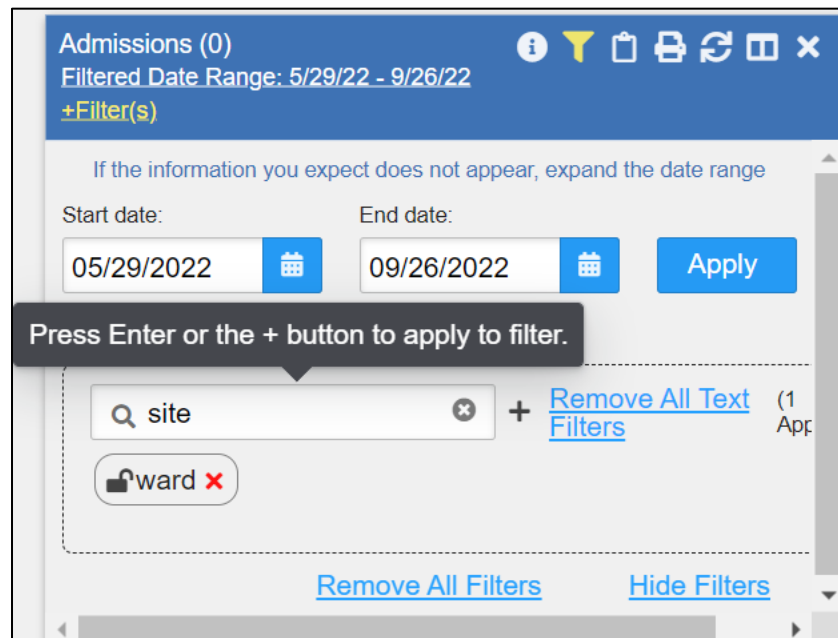 Admissions (0)
Filtered Date Range: 5/29/22 - 9/26/22
+Filter(s)
If the information you expect does not appear, expand the date range
Start date:
End date:
05/29/2022
09/26/2022
Apply
Press Enter or the + button to apply to filter.
site
+
Remove All Text
Filters
(1
App
ward
Remove All Filters
Hide Filters